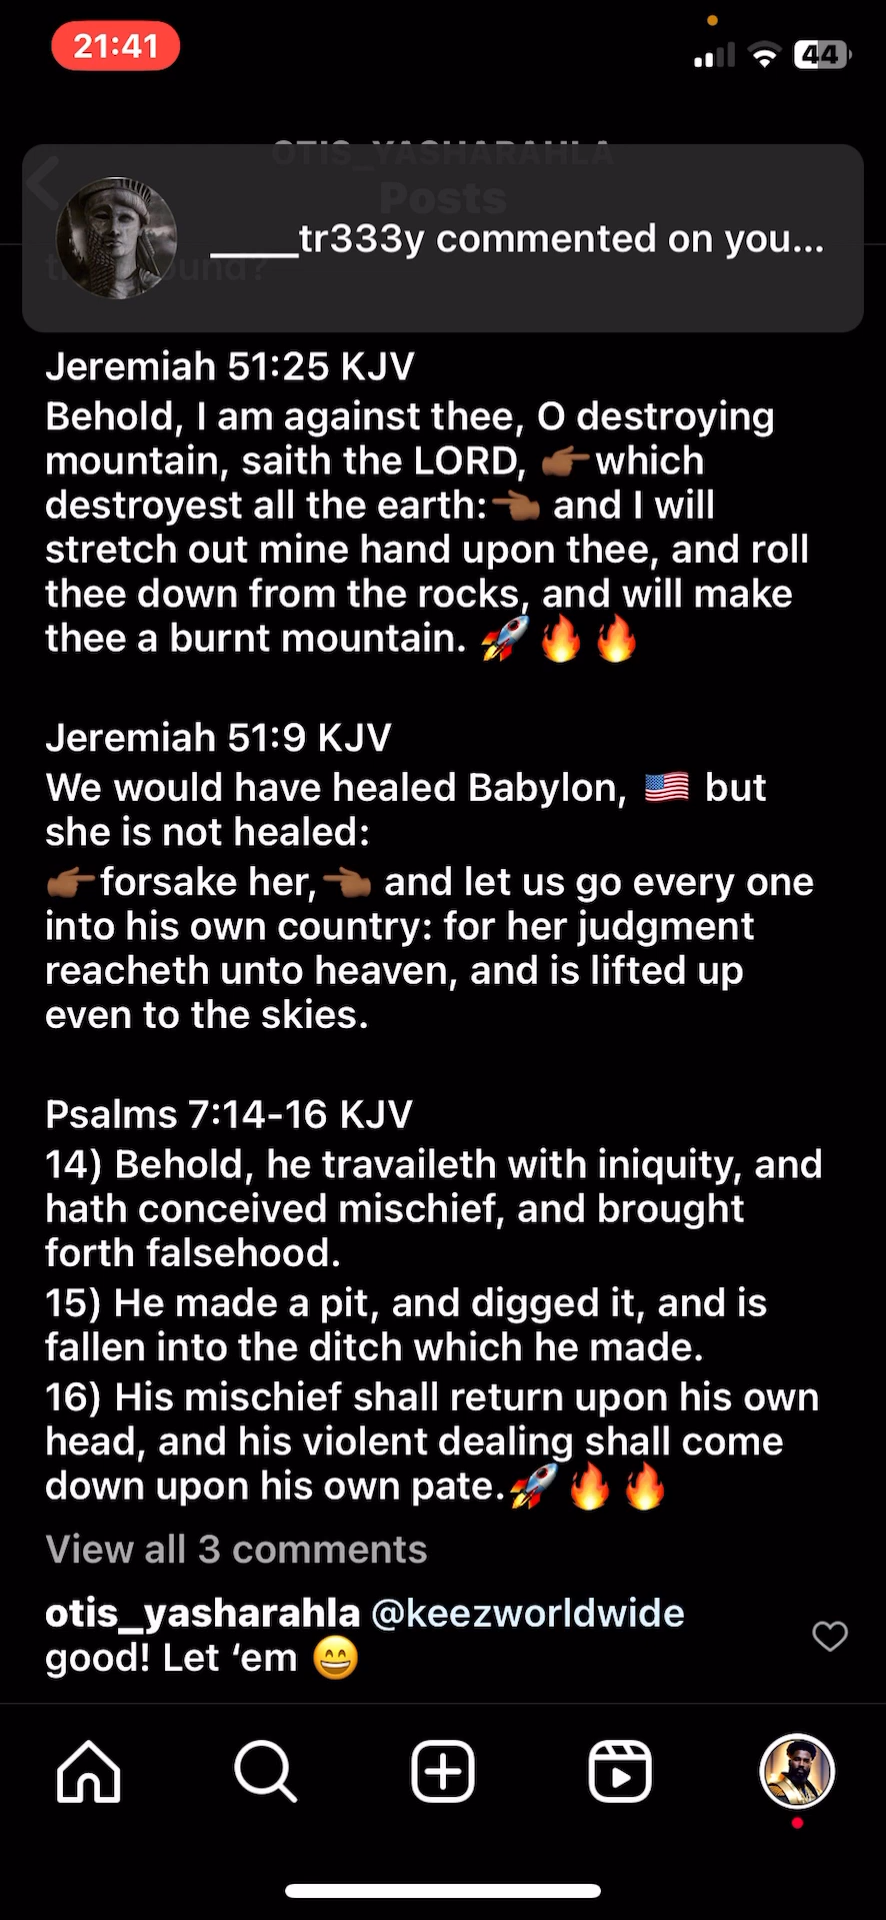 21:41
44
OTIS_YASHARAHLA
Posts
____tr333y commented on you...
Jeremiah 51:25 KJV
Behold, I am against thee, O destroying
mountain, saith the LORD, 👉🏾which
destroyest all the earth:👈🏾 and I will
stretch out mine hand upon thee, and roll
thee down from the rocks, and will make
thee a burnt mountain. 🚀🔥🔥
Jeremiah 51:9 KJV
We would have healed Babylon, 🇺🇸 but
she is not healed:
👉🏾forsake her,👈🏾 and let us go every one
into his own country: for her judgment
reacheth unto heaven, and is lifted up
even to the skies.
Psalms 7:14-16 KJV
14) Behold, he travaileth with iniquity, and
hath conceived mischief, and brought
forth falsehood.
15) He made a pit, and digged it, and is
fallen into the ditch which he made.
16) His mischief shall return upon his own
head, and his violent dealing shall come
down upon his own pate.🚀🔥🔥
View all 3 comments
otis_yasharahla @keezworldwide
good! Let ‘em 😄